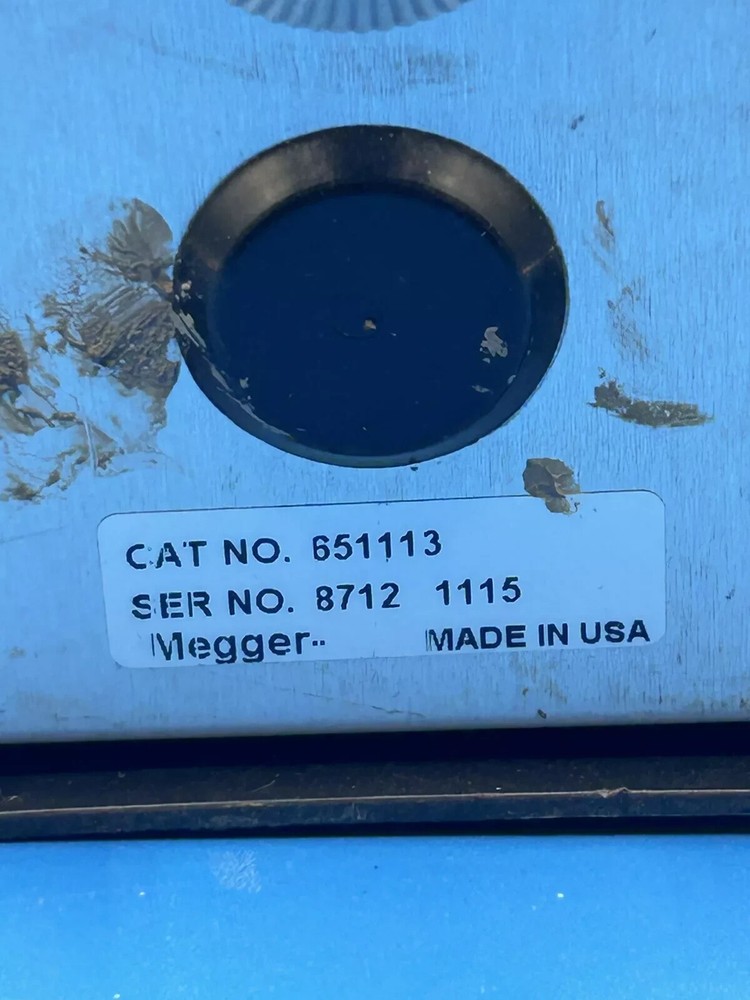 CAT NO. 651113
SER NO. 8712 1115
Megger.. MADE IN USA